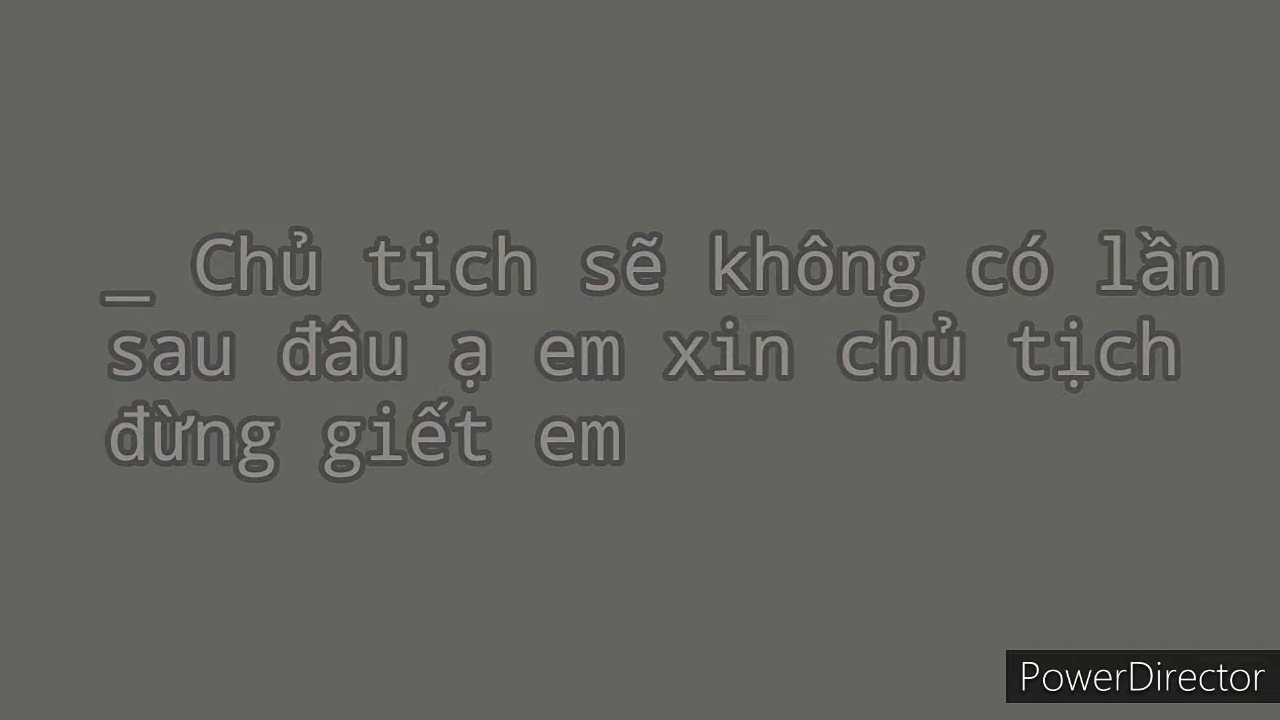 _ Chủ tịch sẽ không có lần
sau đâu ạ em xin chủ tịch
đừng giết em
PowerDirector